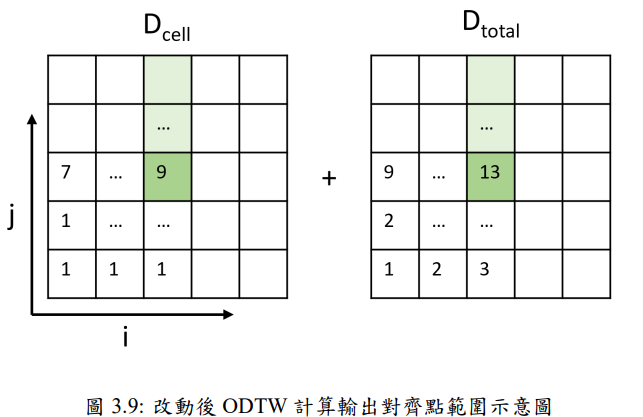 Dcell Dtotal
... ...
7 ... 9 + 9 ... 13
1 ... ... 2 ... ...
1 1 1 1 2 3
j
i
圖 3.9: 改動後 ODTW 計算輸出對齊點範圍示意圖